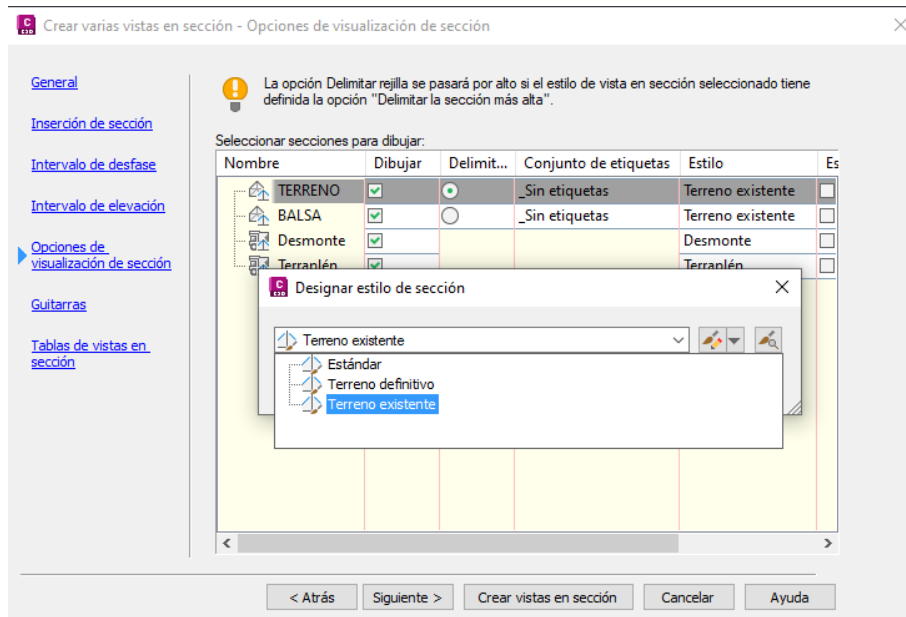 Crear varias vistas en sección - Opciones de visualización de sección
General
Inserción de sección
Intervalo de desfase
Intervalo de elevación
Opciones de
visualización de sección
Guitarras
Tablas de vistas en
sección
La opción Delimitar rejilla se pasará por alto si el estilo de vista en sección seleccionado tiene
definida la opción "Delimitar la sección más alta".
Seleccionar secciones para dibujar:
Nombre Dibujar Delimit... Conjunto de etiquetas Estilo Es
TERRENO _Sin etiquetas Terreno existente
BALSA _Sin etiquetas Terreno existente
Desmonte Desmonte
Terraplén Terraplén
C C3D Designar estilo de sección
Terreno existente
Estándar
Terreno definitivo
Terreno existente
< Atrás Siguiente > Crear vistas en sección Cancelar Ayuda